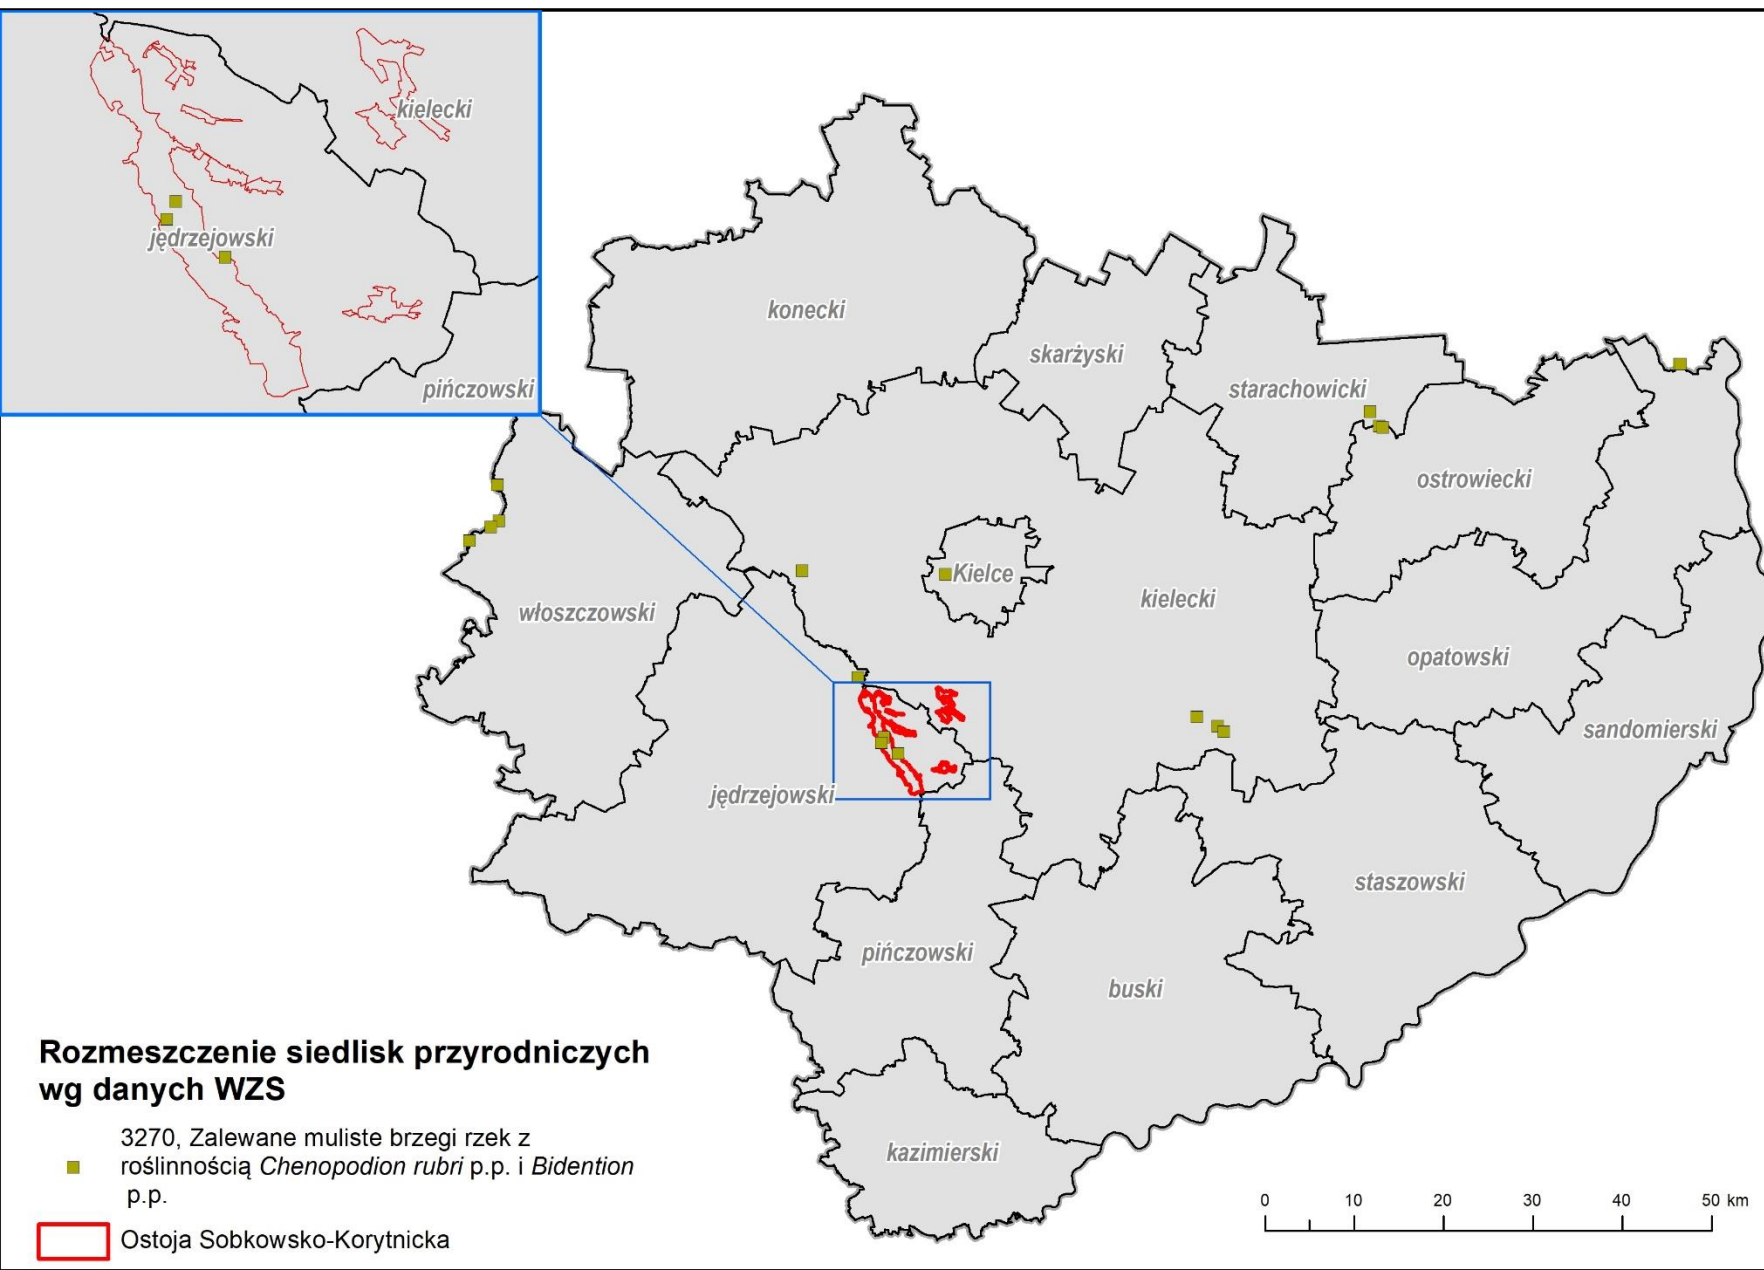 kielecki
jędrzejowski
pińczowski
konecki
skarżyski
starachowicki
ostrowiecki
Kielce
kielecki
włoszczowski
opatowski
sandomierski
jędrzejowski
staszowski
pińczowski
buski
kazimierski
Rozmeszczenie siedlisk przyrodniczych
wg danych WZS
3270, Zalewane muliste brzegi rzek z
roślinnością Chenopodion rubri p.p. i Bidention
p.p.
Ostoja Sobkowsko-Korytnicka
0 10 20 30 40 50 km